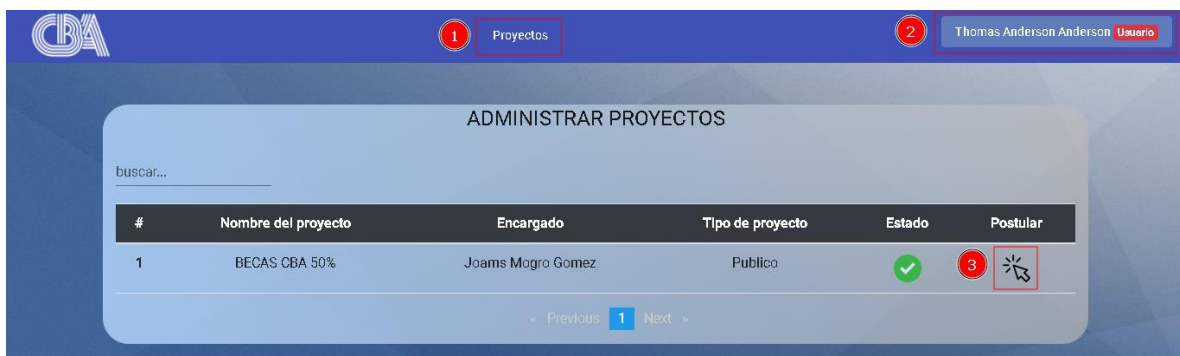 CBA
1 Proyectos
2 Thomas Anderson Anderson Usuario
ADMINISTRAR PROYECTOS
buscar...
# Nombre del proyecto Encargado Tipo de proyecto Estado Postular
1 BECAS CBA 50% Joams Mogro Gomez Publico 3
« Previous 1 Next »